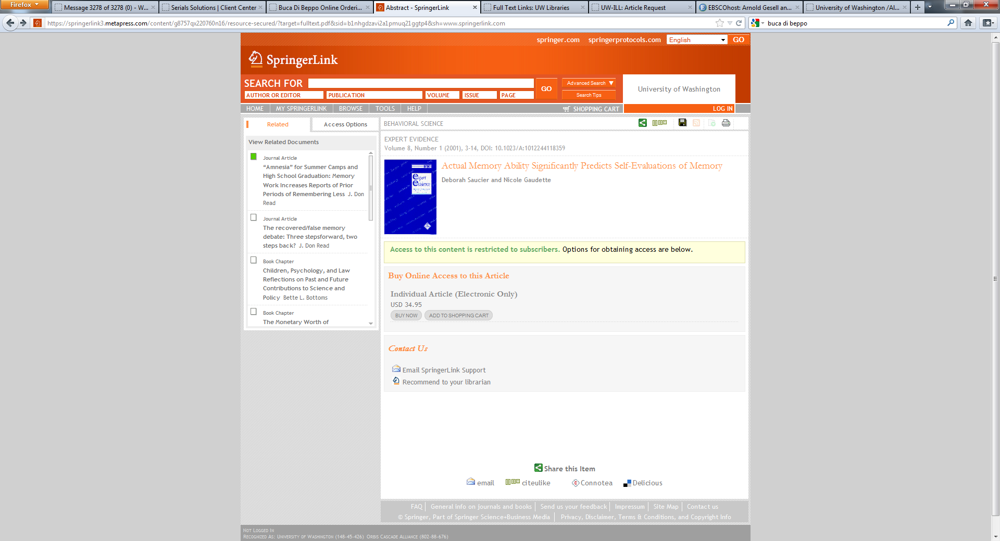 Firefox
Message 3278 of 3278 (0) - W...
Serials Solutions | Client Center
Buca Di Beppo Online Orderi...
Abstract - SpringerLink
Full Text Links: UW Libraries
UW-ILL: Article Request
EBSCOhost: Arnold Gesell an...
University of Washington /Al...
https://springerlink3.metapress.com/content/g8757qx220760n16/resource-secured/?target=fulltext.pdf&sid=b1nhgdzavi2a1pmuq21ggtp4&sh=www.springerlink.com
buca di beppo
springer.com springerprotocols.com English GO
SpringerLink
SEARCH FOR GO Advanced Search
Search Tips
AUTHOR OR EDITOR PUBLICATION VOLUME ISSUE PAGE
University of Washington
HOME MY SPRINGERLINK BROWSE TOOLS HELP SHOPPING CART LOG IN
Related Access Options
View Related Documents
Journal Article
“Amnesia” for Summer Camps and
High School Graduation: Memory
Work Increases Reports of Prior
Periods of Remembering Less J. Don
Read
Journal Article
The recovered/false memory
debate: Three stepsforward, two
steps back? J. Don Read
Book Chapter
Children, Psychology, and Law
Reflections on Past and Future
Contributions to Science and
Policy Bette L. Bottoms
Book Chapter
The Monetary Worth of
BEHAVIORAL SCIENCE
EXPERT EVIDENCE
Volume 8, Number 1 (2001), 3-14, DOI: 10.1023/A:1012244118359
expert
evidence
Actual Memory Ability Significantly Predicts Self-Evaluations of Memory
Deborah Saucier and Nicole Gaudette
Access to this content is restricted to subscribers. Options for obtaining access are below.
Buy Online Access to this Article
Individual Article (Electronic Only)
USD 34.95
BUY NOW ADD TO SHOPPING CART
Contact Us
Email SpringerLink Support
Recommend to your librarian
Share this Item
email citeulike Connotea Delicious
FAQ General info on journals and books Send us your feedback Impressum Site Map Contact us
© Springer, Part of Springer Science+Business Media Privacy, Disclaimer, Terms & Conditions, and Copyright Info
Not Logged In
Recognized As: University of Washington (148-45-426) Orbis Cascade Alliance (802-88-676)